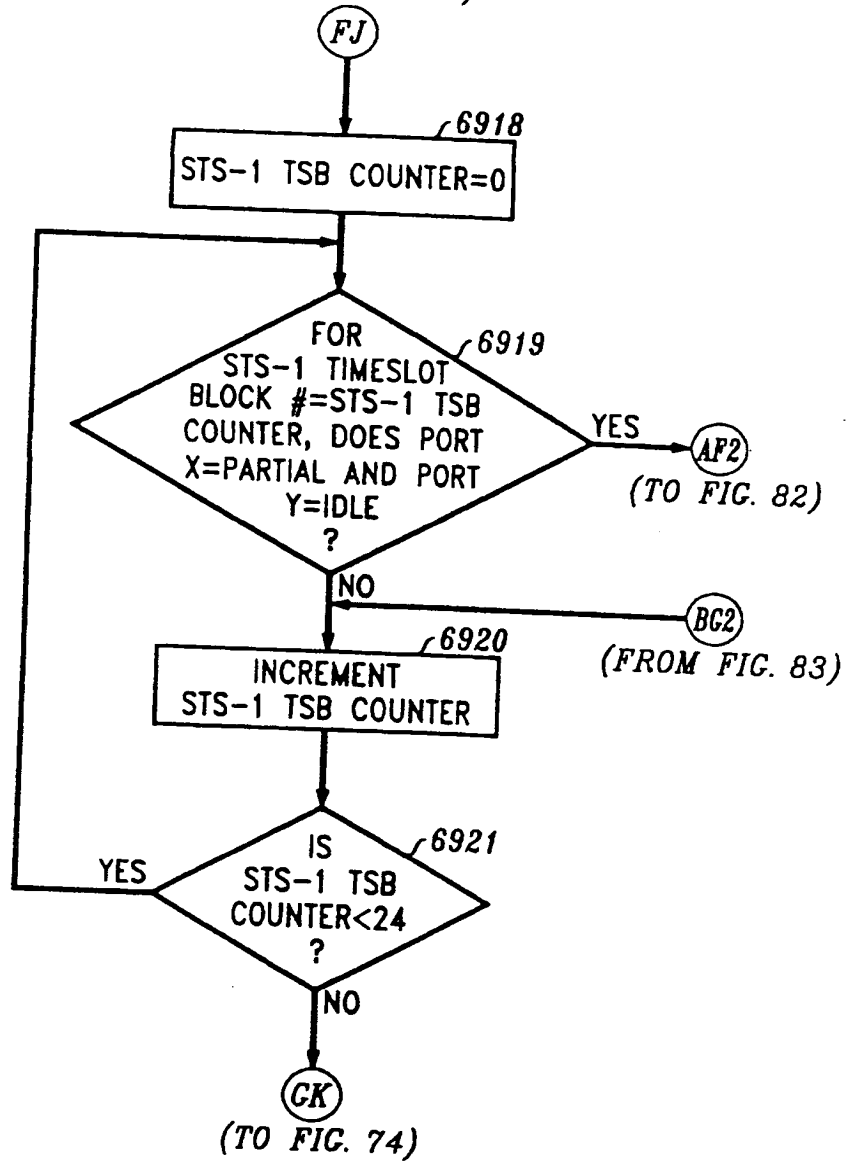 FJ
6918
STS-1 TSB COUNTER=0
6919
FOR
STS-1 TIMESLOT
BLOCK #=STS-1 TSB
COUNTER, DOES PORT
X=PARTIAL AND PORT
Y=IDLE
?
YES
AF2
(TO FIG. 82)
NO
BG2
(FROM FIG. 83)
6920
INCREMENT
STS-1 TSB COUNTER
6921
IS
STS-1 TSB
COUNTER<24
?
YES
NO
GK
(TO FIG. 74)